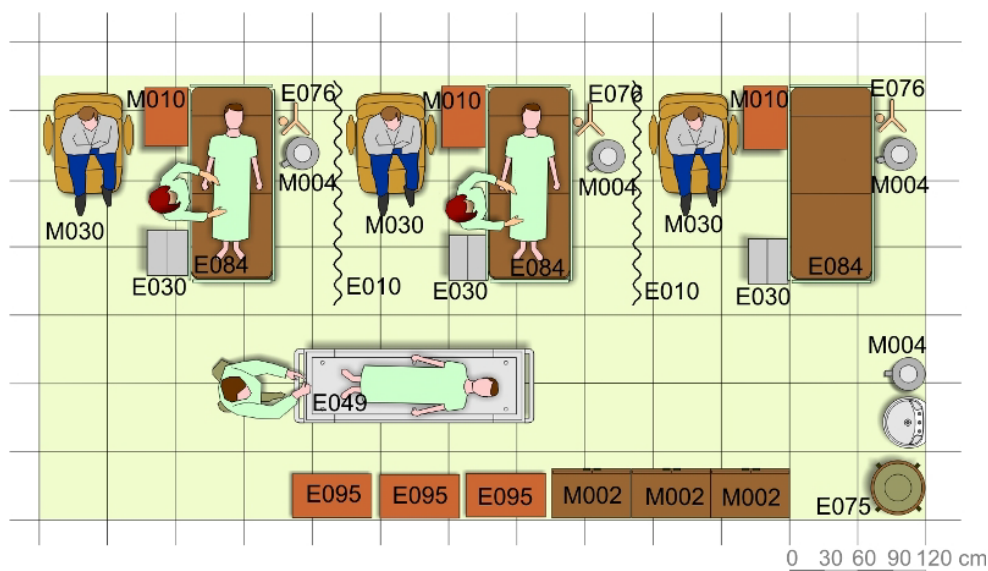 M010 E076 M010 E076 M010 E076
M004 M004 M004
M030 M030 M030
E084 E084 E084
E030 E010 E030 E010 E030
M004
E049
E095 E095 E095 M002 M002 M002 E075
0 30 60 90 120 cm